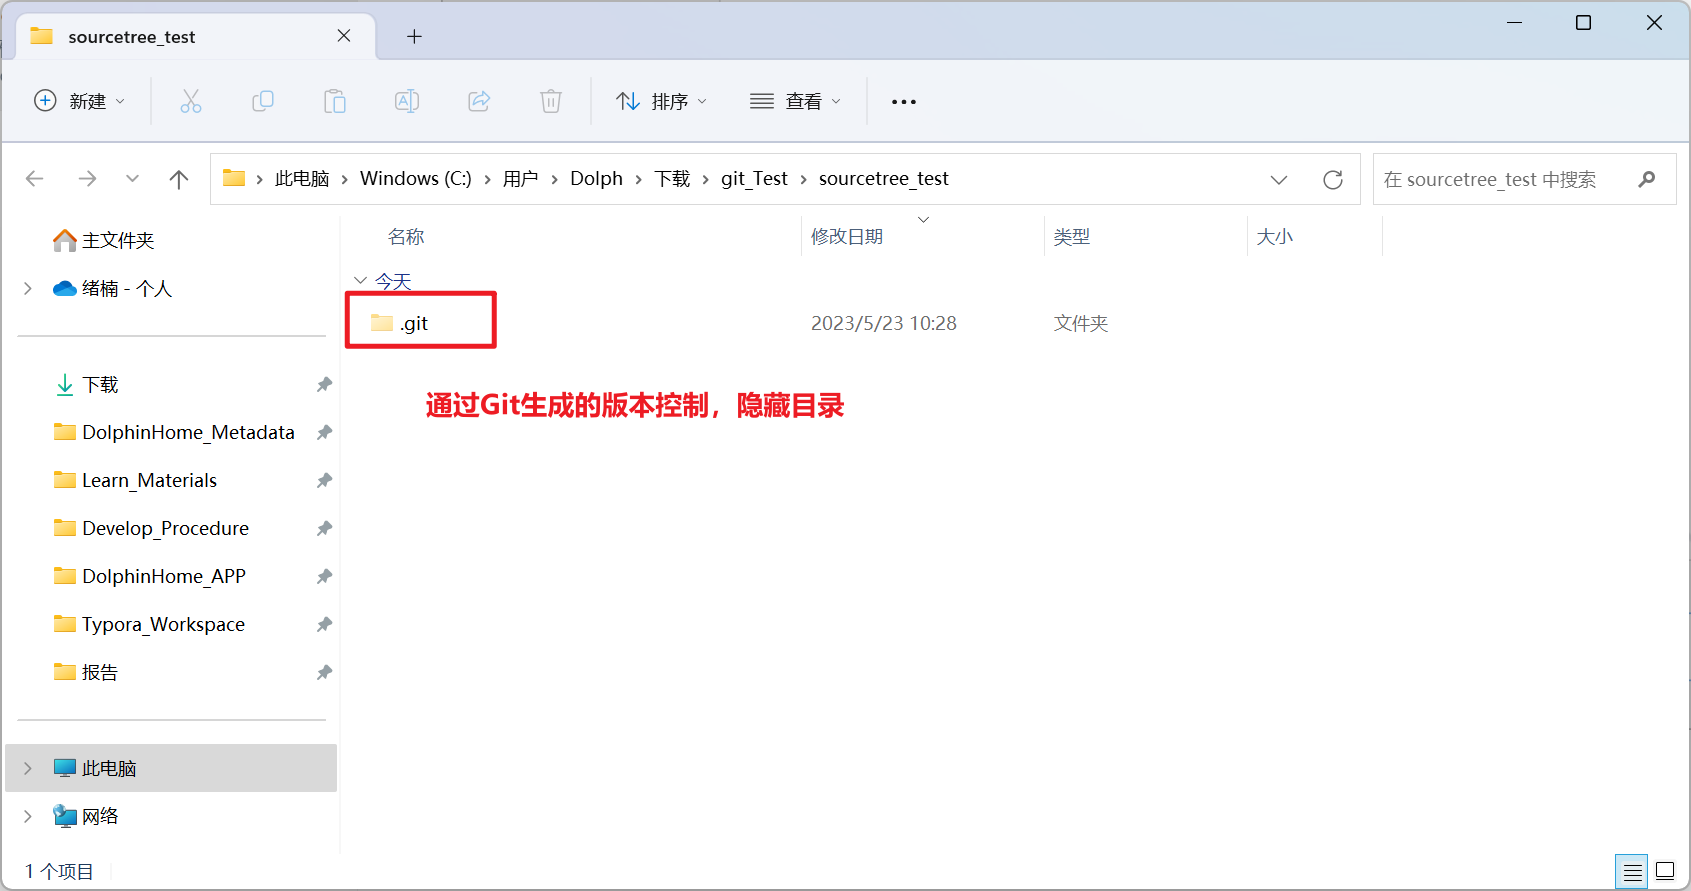 sourcetree_test
新建
排序
查看
此电脑 > Windows (C:) > 用户 > Dolph > 下载 > git_Test > sourcetree_test
在 sourcetree_test 中搜索
主文件夹
绪楠 - 个人
下载
DolphinHome_Metadata
Learn_Materials
Develop_Procedure
DolphinHome_APP
Typora_Workspace
报告
此电脑
网络
名称 修改日期 类型 大小
今天
.git 2023/5/23 10:28 文件夹
通过Git生成的版本控制，隐藏目录
1 个项目